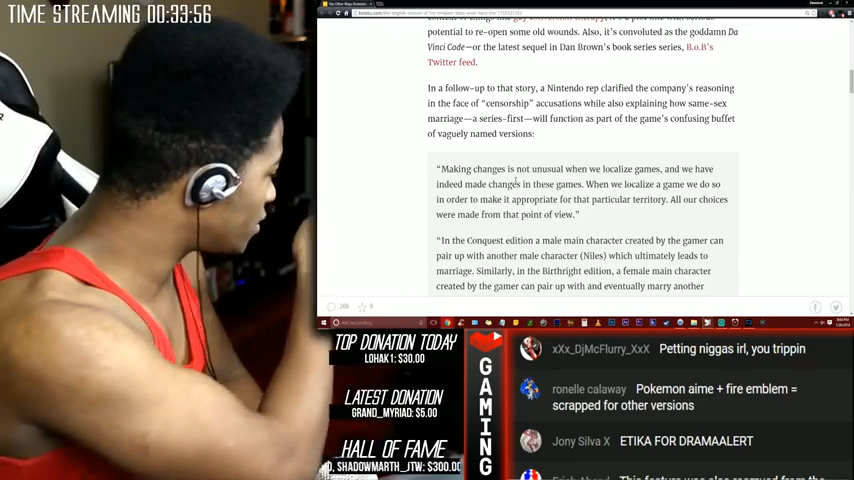 TIME STREAMING 00:33:56
potential to re-open some old wounds. Also, it's convoluted as the goddamn Da
Vinci Code—or the latest sequel in Dan Brown's book series series, B.o.B's
Twitter feed.
In a follow-up to that story, a Nintendo rep clarified the company's reasoning
in the face of "censorship" accusations while also explaining how same-sex
marriage—a series-first—will function as part of the game's confusing buffet
of vaguely named versions:
"Making changes is not unusual when we localize games, and we have
indeed made changes in these games. When we localize a game we do so
in order to make it appropriate for that particular territory. All our choices
were made from that point of view."
"In the Conquest edition a male main character created by the gamer can
pair up with another male character (Niles) which ultimately leads to
marriage. Similarly, in the Birthright edition, a female main character
created by the gamer can pair up with and eventually marry another
TOP DONATION TODAY
LOHAK1: $30.00
LATEST DONATION
GRAND_MYRIAD: $5.00
HALL OF FAME
D, SHADOWMARTH_JTW: $300.00
GAMING
xXx_DjMcFlurry_XxX Petting niggas irl, you trippin
ronelle calaway Pokemon aime + fire emblem =
scrapped for other versions
Jony Silva X ETIKA FOR DRAMAALERT